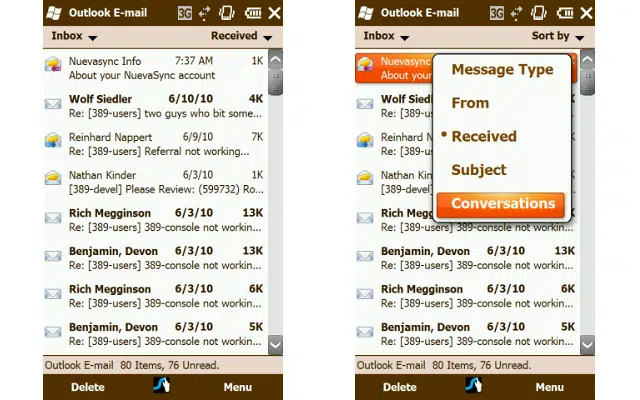 Outlook E-mail 3G
Inbox Received
Nuevasync Info 7:37 AM 1K
About your NuevaSync account
Wolf Siedler 6/10/10 4K
Re: [389-users] two guys who bit some...
Reinhard Nappert 6/9/10 7K
Re: [389-users] Referral not working...
Nathan Kinder 6/3/10 4K
[389-devel] Please Review: (599732) Ro...
Rich Megginson 6/3/10 13K
Re: [389-users] 389-console not workin...
Benjamin, Devon 6/3/10 13K
Re: [389-users] 389-console not workin...
Rich Megginson 6/3/10 6K
Re: [389-users] 389-console not workin...
Benjamin, Devon 6/3/10 5K
Re: [389-users] 389-console not workin...
Outlook E-mail 80 Items, 76 Unread.
Delete Menu
Outlook E-mail 3G
Inbox Sort by
Nuevasync
About your
Message Type
From
Received
Subject
Conversations
Wolf Siedl
Re: [389-u
Reinhard N
Re: [389-u
Nathan Kin
[389-devel
Rich Meggi
Re: [389-users] 389-console not workin...
Benjamin, Devon 6/3/10 13K
Re: [389-users] 389-console not workin...
Rich Megginson 6/3/10 6K
Re: [389-users] 389-console not workin...
Benjamin, Devon 6/3/10 5K
Re: [389-users] 389-console not workin...
Outlook E-mail 80 Items, 76 Unread.
Delete Menu